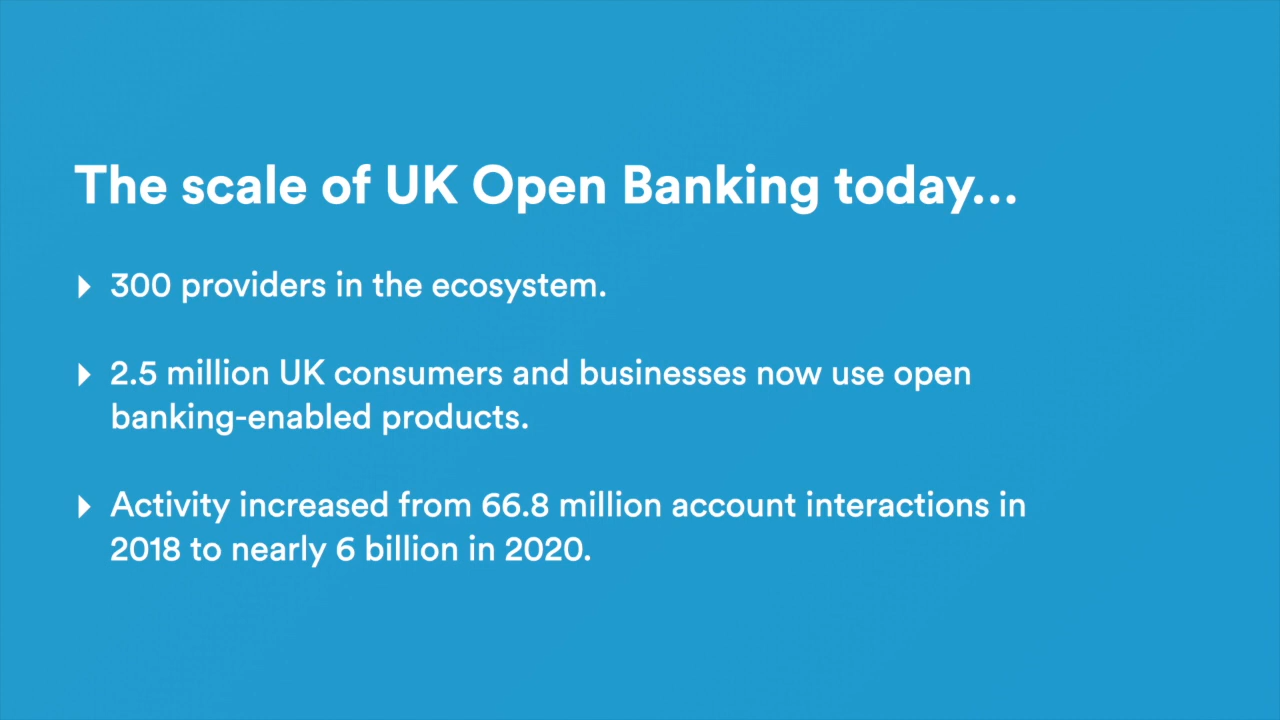 The scale of UK Open Banking today...
300 providers in the ecosystem.
2.5 million UK consumers and businesses now use open
banking-enabled products.
Activity increased from 66.8 million account interactions in
2018 to nearly 6 billion in 2020.